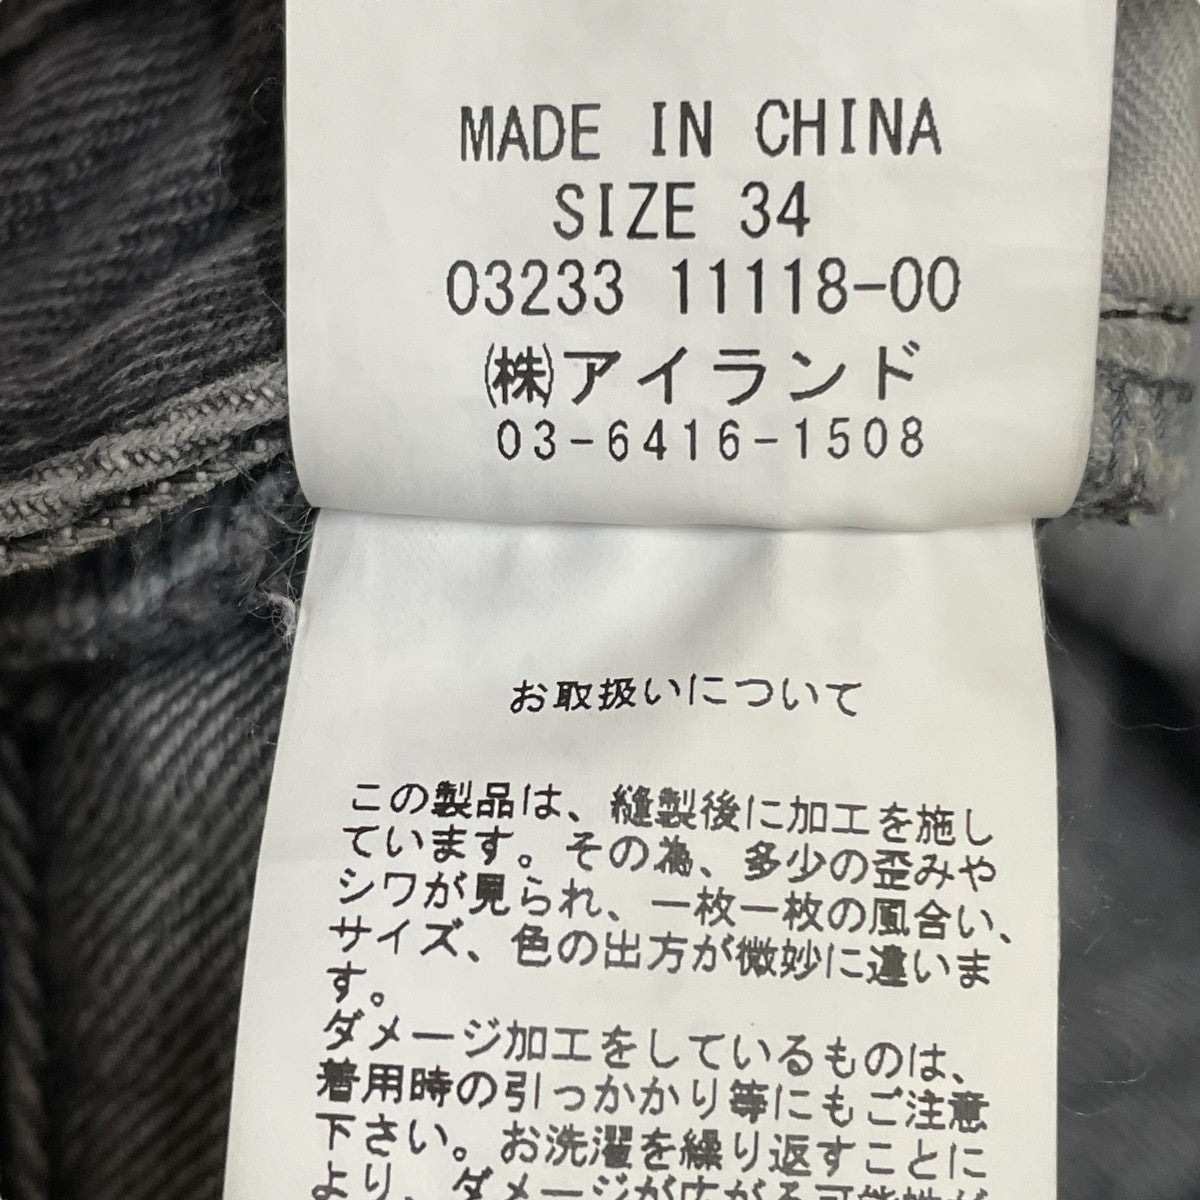 MADE IN CHINA
SIZE 34
03233 11118-00
㈱アイランド
03-6416-1508
お取扱いについて
この製品は、縫製後に加工を施し
ています。その為、多少の歪みや
シワが見られ、一枚一枚の風合い、
サイズ、色の出方が微妙に違いま
す。
ダメージ加工をしているものは、
着用時の引っかかり等にもご注意
下さい。お洗濯を繰り返すことに
より、ダメージが広がる可能性が